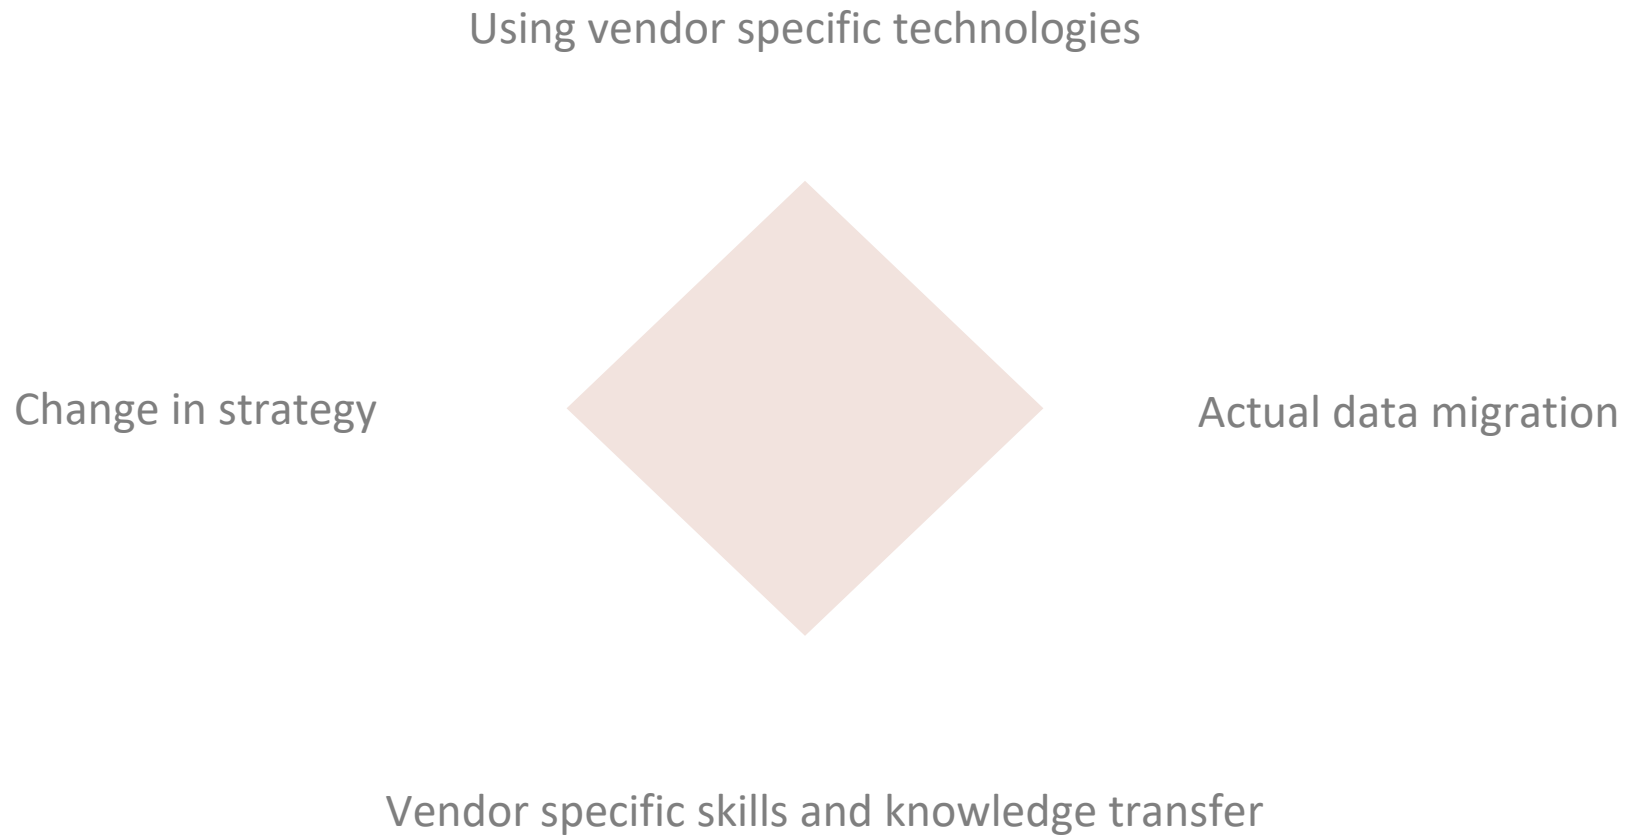 Using vendor specific technologies
Change in strategy
Actual data migration
Vendor specific skills and knowledge transfer